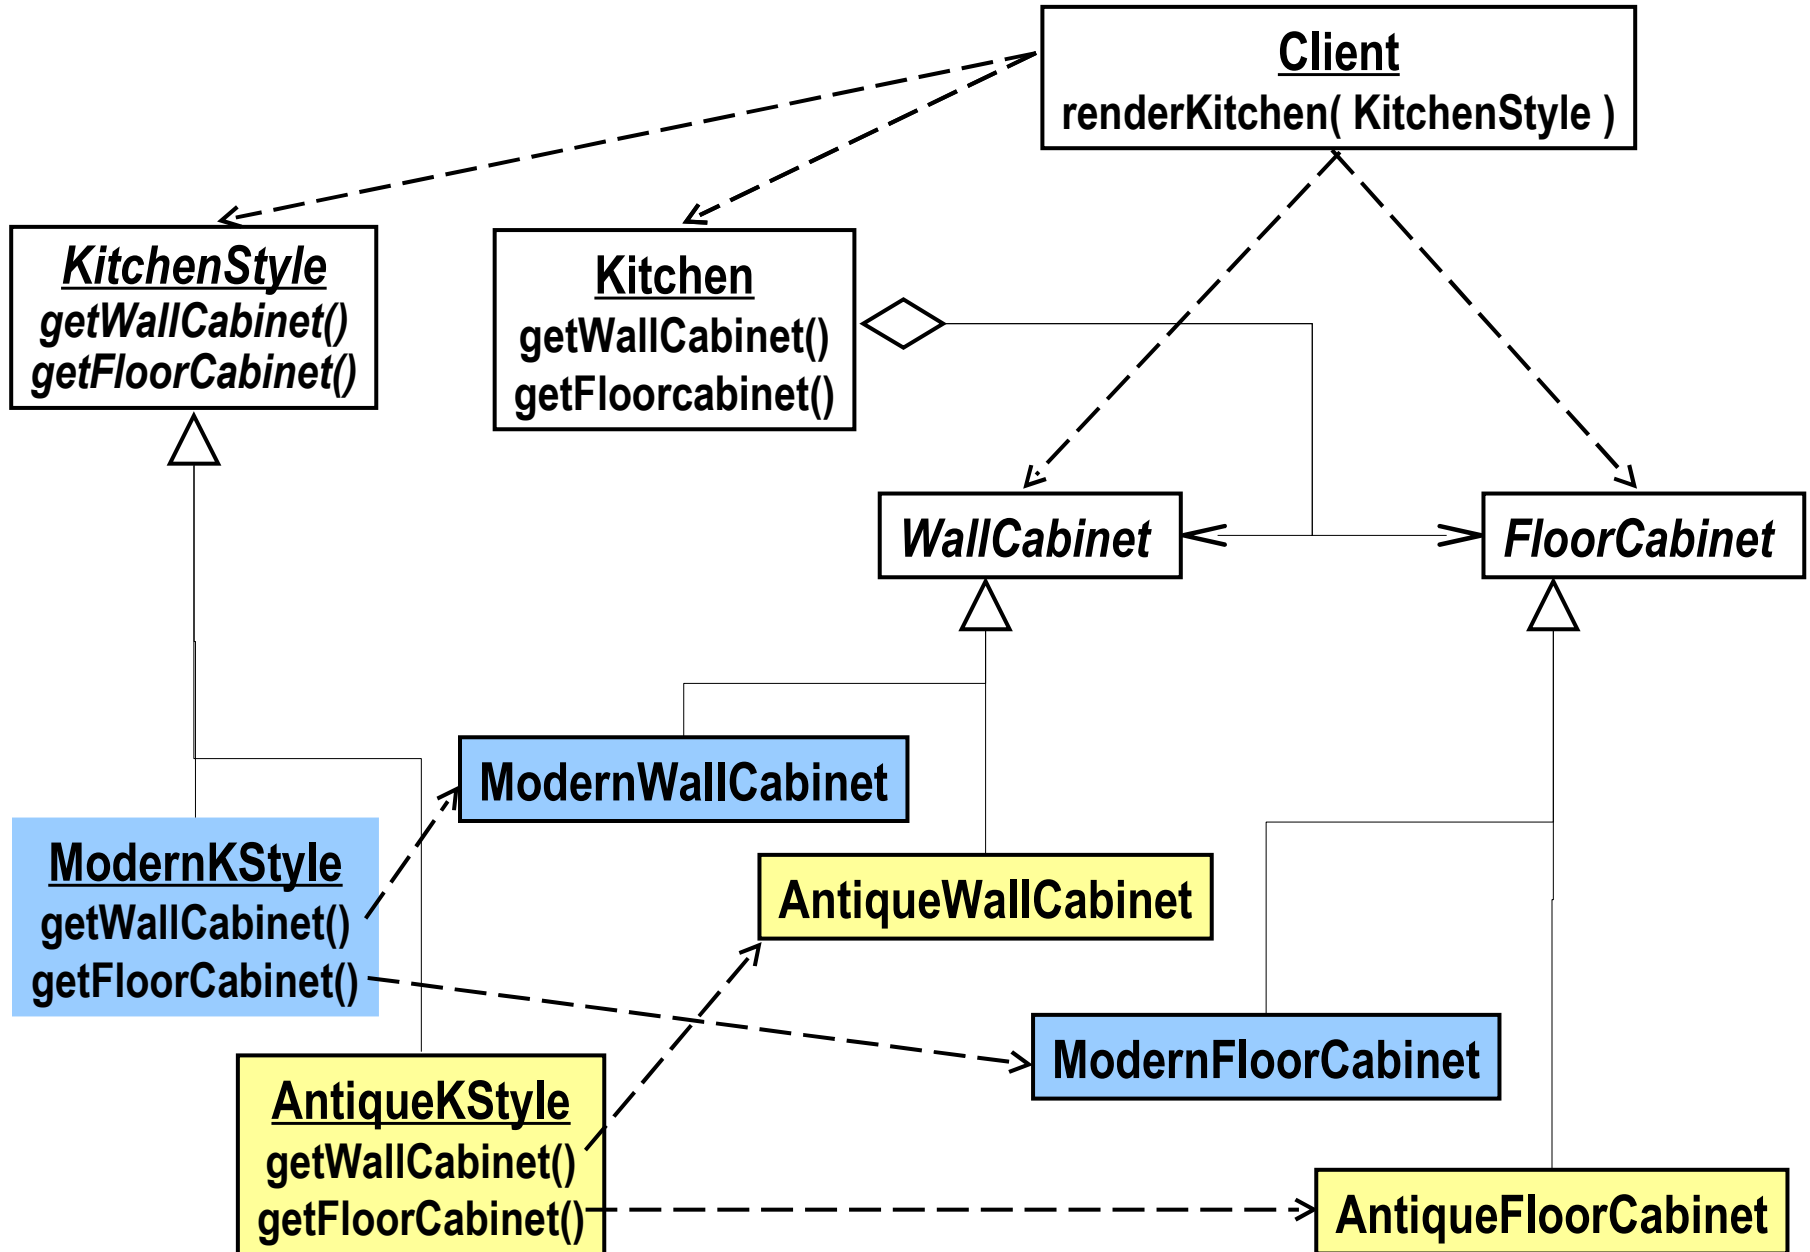 Client
renderKitchen( KitchenStyle )
KitchenStyle
getWallCabinet()
getFloorCabinet()
Kitchen
getWallCabinet()
getFloorcabinet()
WallCabinet
FloorCabinet
ModernWallCabinet
ModernKStyle
getWallCabinet()
getFloorCabinet()
AntiqueWallCabinet
ModernFloorCabinet
AntiqueKStyle
getWallCabinet()
getFloorCabinet()
AntiqueFloorCabinet